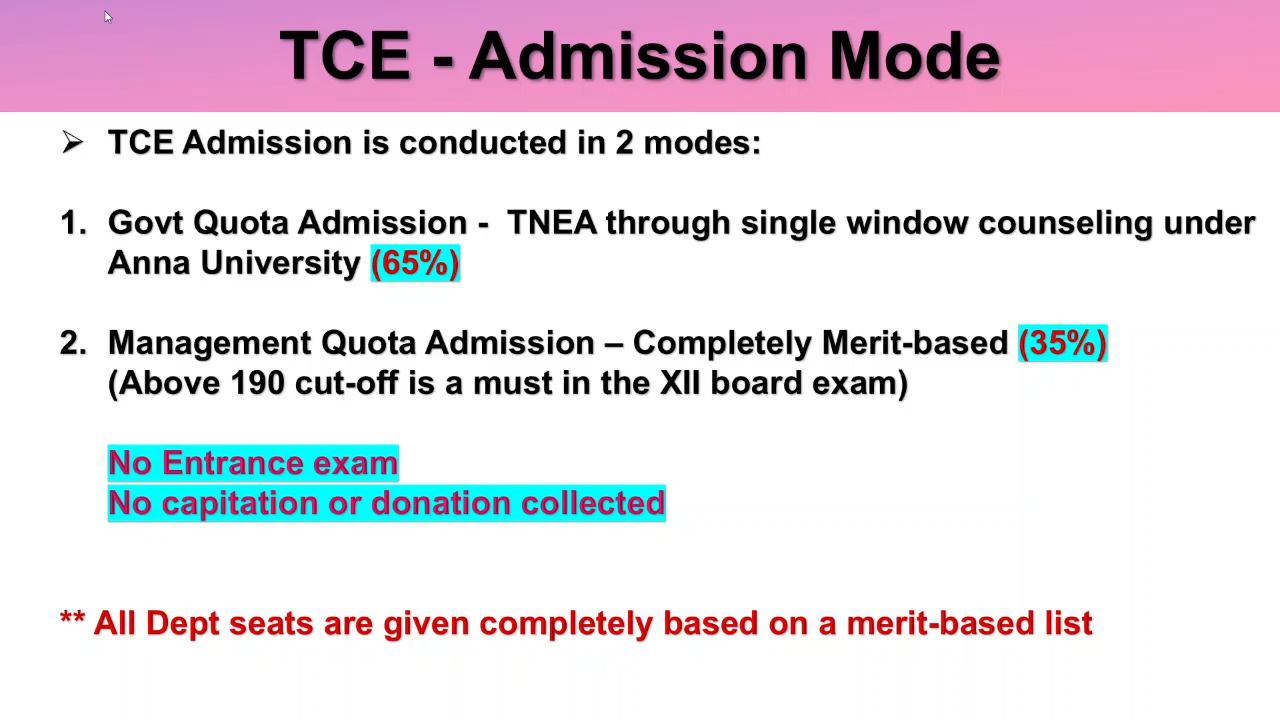 TCE - Admission Mode
➢ TCE Admission is conducted in 2 modes:
1. Govt Quota Admission - TNEA through single window counseling under
Anna University (65%)
2. Management Quota Admission – Completely Merit-based (35%)
(Above 190 cut-off is a must in the XII board exam)
No Entrance exam
No capitation or donation collected
** All Dept seats are given completely based on a merit-based list